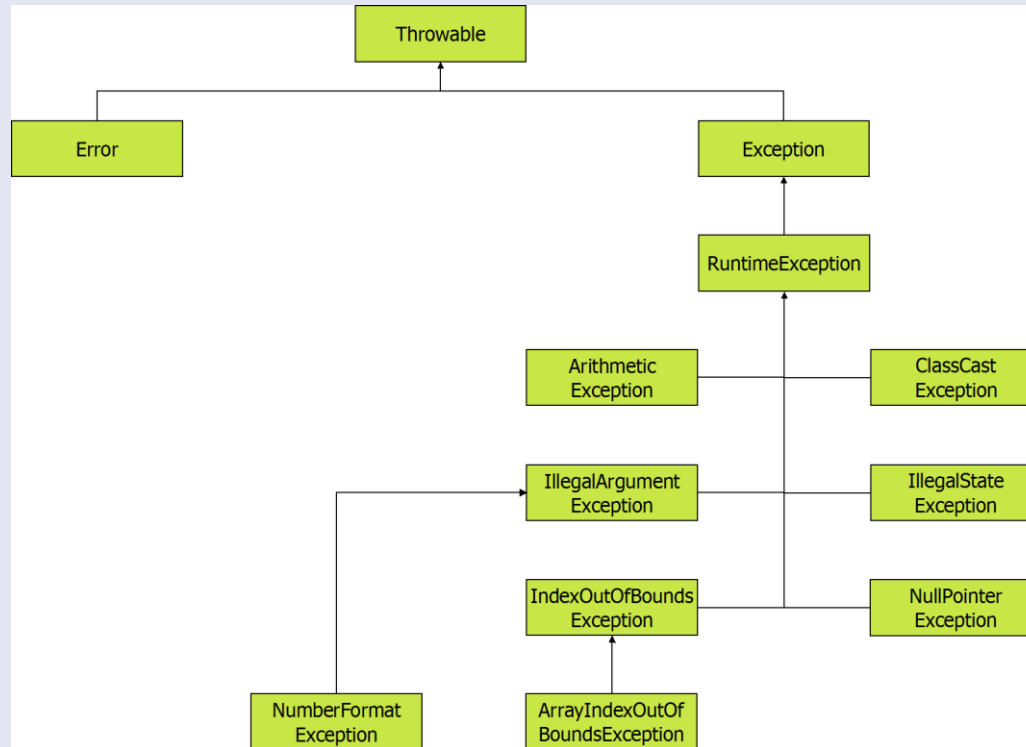 Throwable
Error
Exception
RuntimeException
Arithmetic
Exception
ClassCast
Exception
IllegalArgument
Exception
IllegalState
Exception
IndexOutOfBounds
Exception
NullPointer
Exception
NumberFormat
Exception
ArrayIndexOutOf
BoundsException